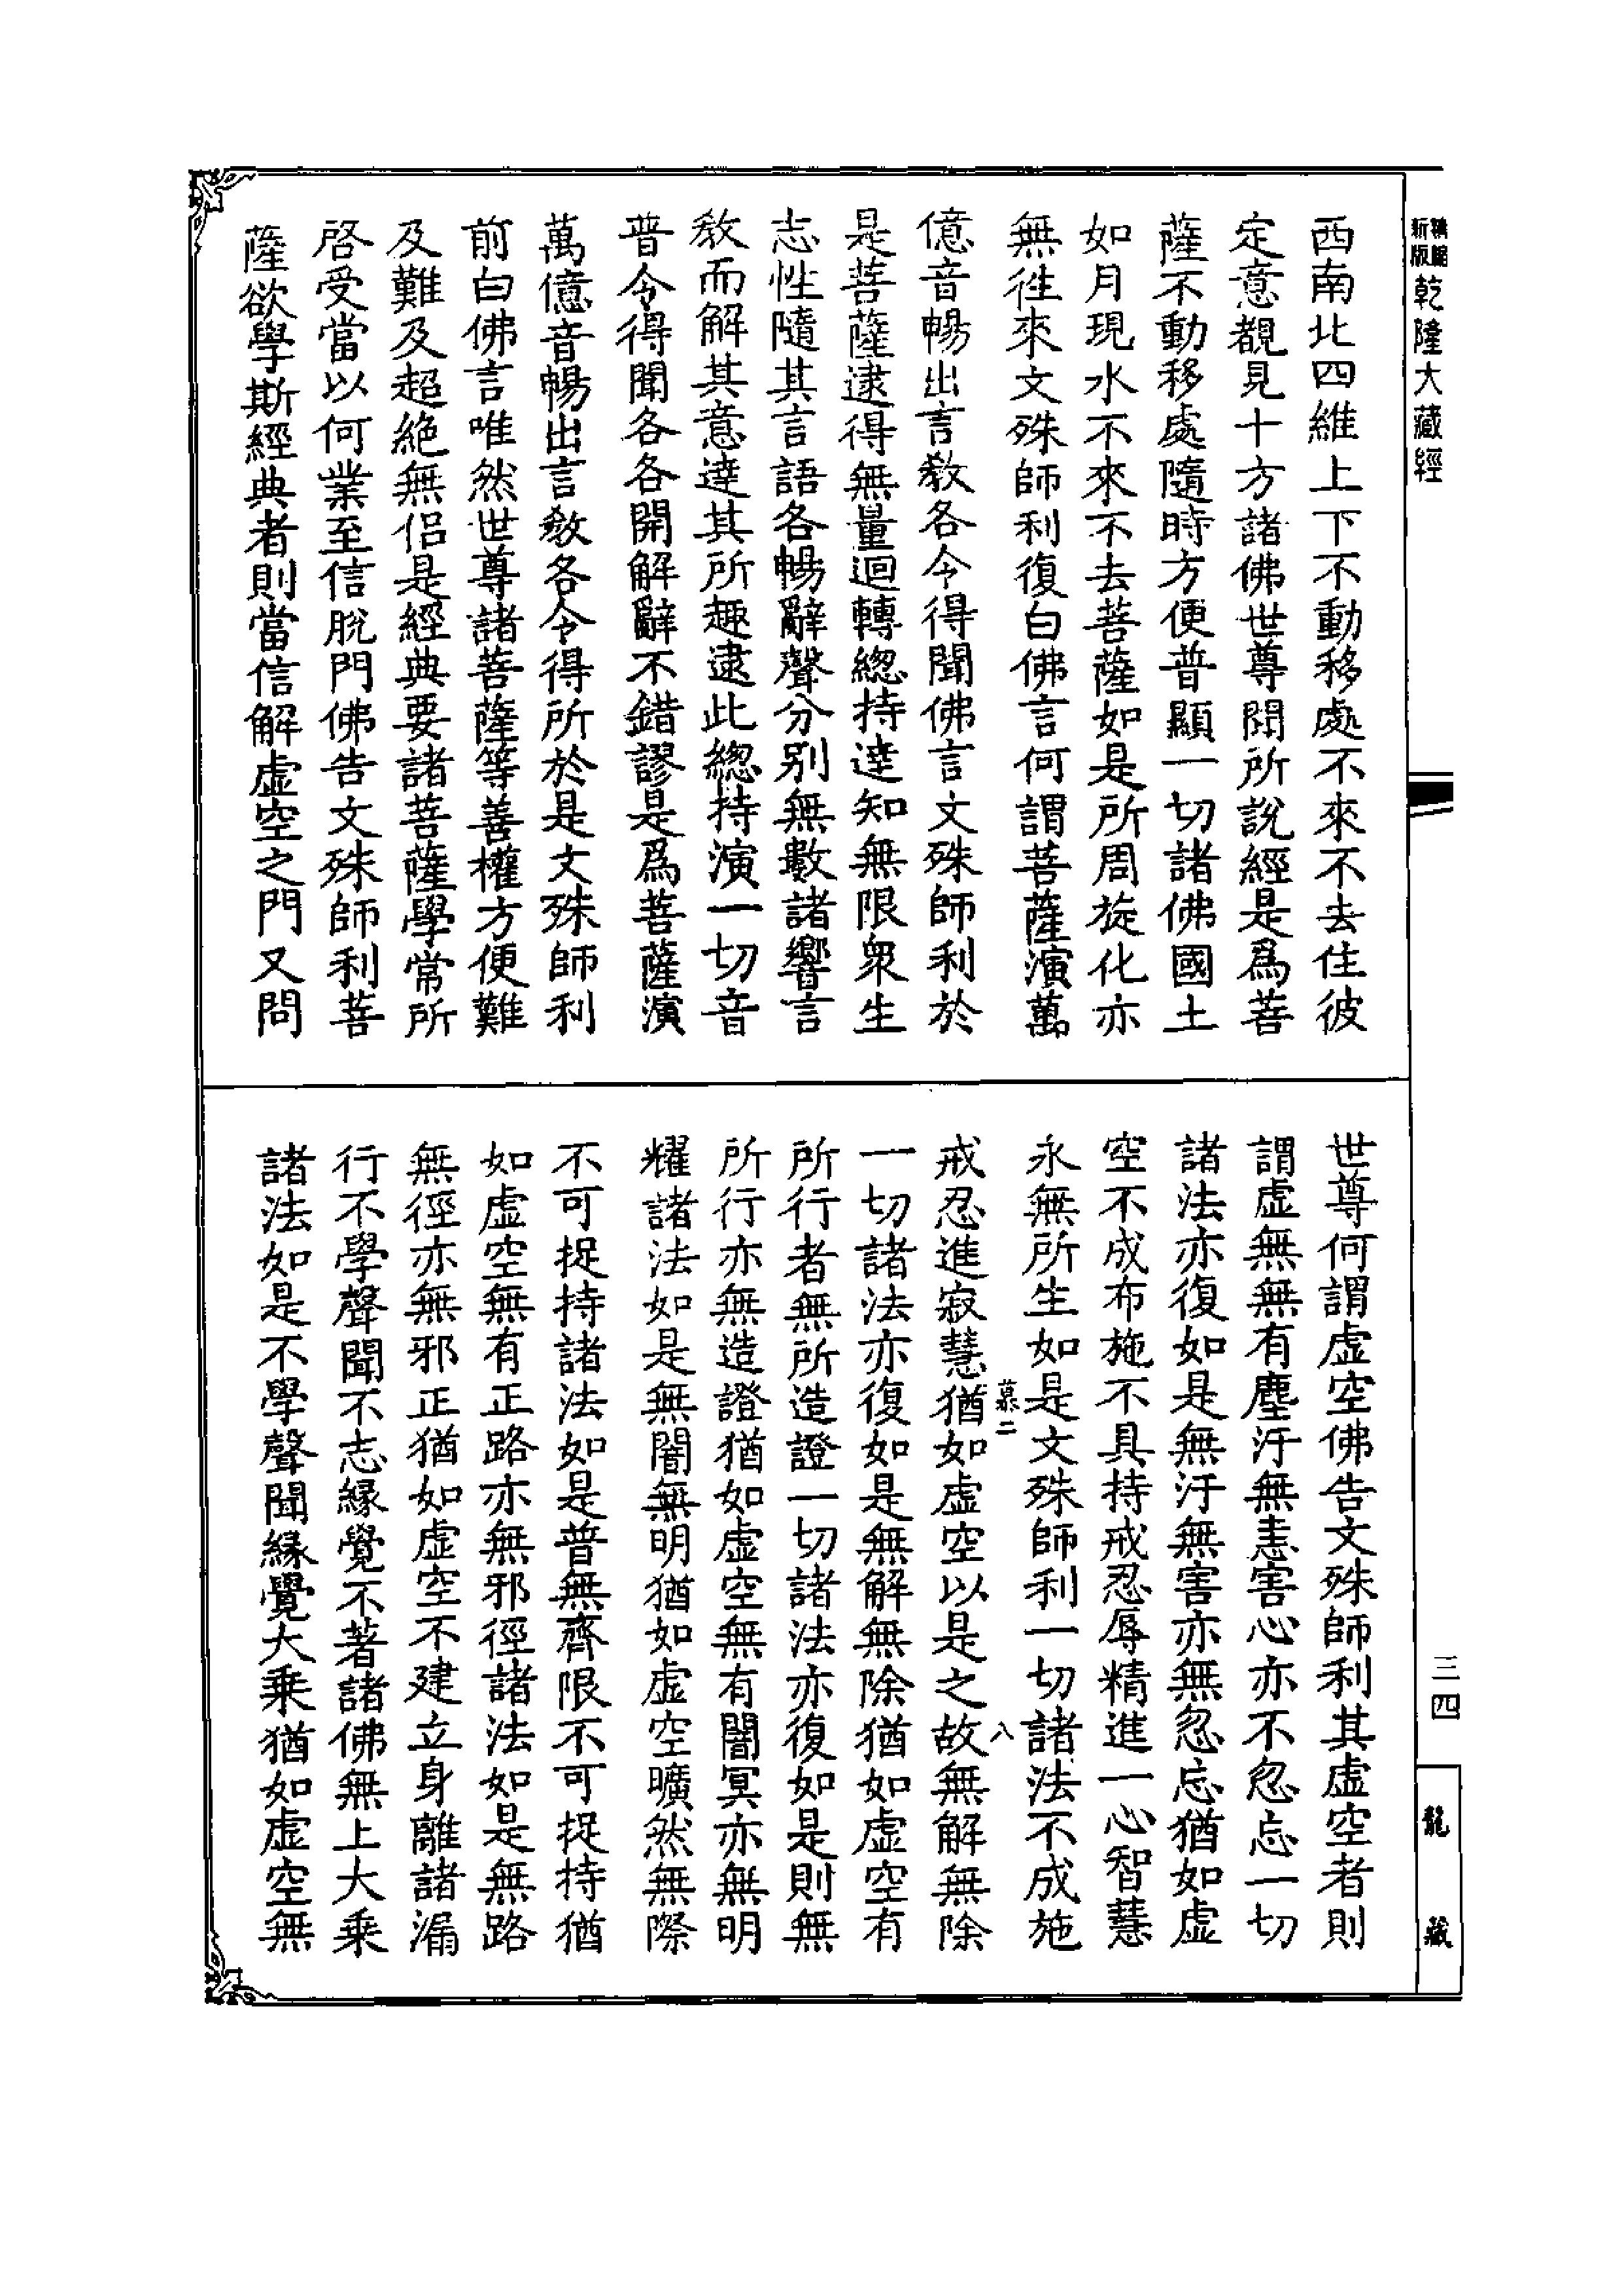 新版精縮乾隆大藏經
西南北四維上下不動移處不來不去住彼
定意覩見十方諸佛世尊聞所說經是爲菩
薩不動移處隨時方便普顯一切諸佛國土
如月現水不來不去菩薩如是所周旋化亦
無徃來文殊師利復白佛言何謂菩薩演萬
億音暢出言教各令得聞佛言文殊師利於
是菩薩逮得無量迴轉總持達知無限衆生
志性隨其言語各暢辭聲分別無數諸響言
教而解其意達其所趣逮此總持演一切音
普令得聞各各開解辭不錯謬是爲菩薩演
萬億音暢出言教各令得所於是文殊師利
前白佛言唯然世尊諸菩薩等善權方便難
及難及超絶無侶是經典要諸菩薩學常所
啓受當以何業至信脫門佛告文殊師利菩
薩欲學斯經典者則當信解虛空之門又問
世尊何謂虛空佛告文殊師利其虛空者則
謂虛無無有塵汙無恚害心亦不忽忘一切
諸法亦復如是無汙無害亦無忽忘猶如虛
空不成布施不具持戒忍辱精進一心智慧
永無所生如是文殊師利一切諸法不成施
慕二 八
戒忍進寂慧猶如虛空以是之故無解無除
一切諸法亦復如是無解無除猶如虛空有
所行者無所造證一切諸法亦復如是則無
所行亦無造證猶如虛空無有闇冥亦無明
耀諸法如是無闇無明猶如虛空曠然無際
不可捉持諸法如是普無齊限不可捉持猶
如虛空無有正路亦無邪徑諸法如是無路
無徑亦無邪正猶如虛空不建立身離諸漏
行不學聲聞不志緣覺不著諸佛無上大乘
諸法如是不學聲聞緣覺大乘猶如虛空無
三四
龍藏